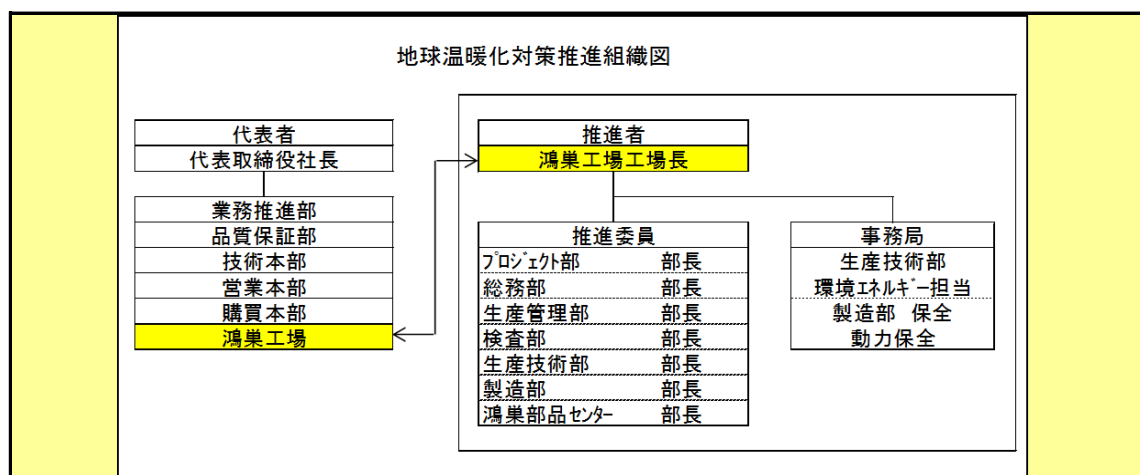 地球温暖化対策推進組織図
代表者
代表取締役社長
業務推進部
品質保証部
技術本部
営業本部
購買本部
鴻巣工場
推進者
鴻巣工場工場長
推進委員
ﾌﾟﾛｼﾞｪｸﾄ部 部長
総務部 部長
生産管理部 部長
検査部 部長
生産技術部 部長
製造部 部長
鴻巣部品ｾﾝﾀｰ 部長
事務局
生産技術部
環境ｴﾈﾙｷﾞｰ担当
製造部 保全
動力保全